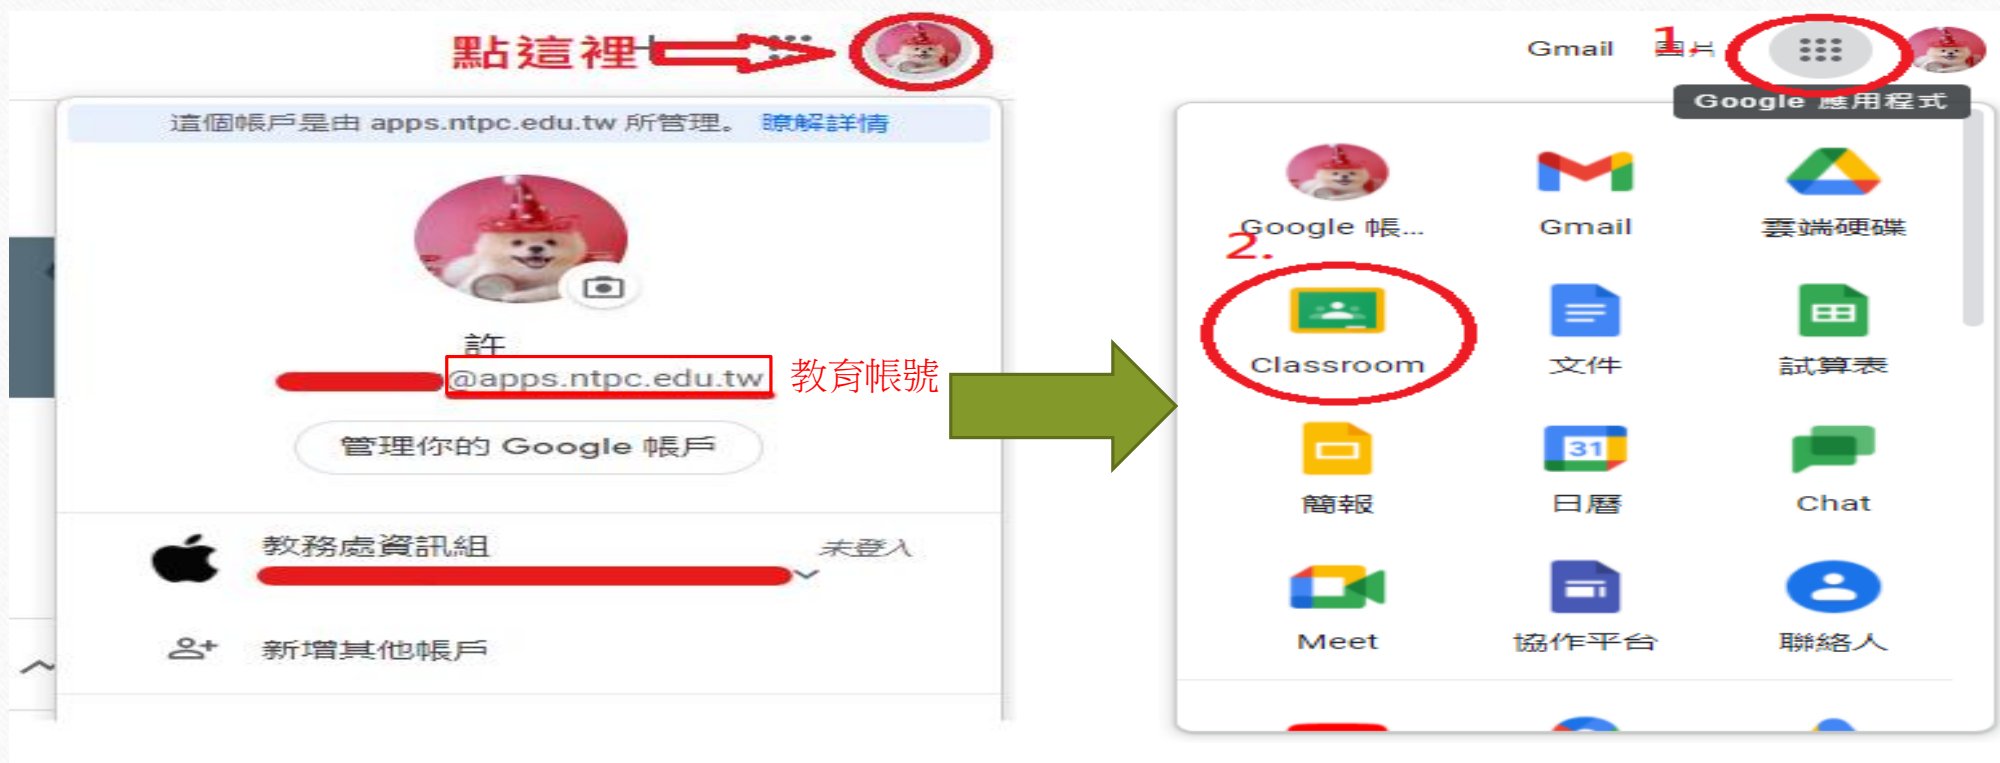 點這裡
這個帳戶是由 apps.ntpc.edu.tw 所管理。 瞭解詳情
許
@apps.ntpc.edu.tw 教育帳號
管理你的 Google 帳戶
教務處資訊組 未登入
新增其他帳戶
Gmail 圖片 1.
Google 應用程式
Google 帳... Gmail 雲端硬碟
2.
Classroom 文件 試算表
31
簡報 日曆 Chat
Meet 協作平台 聯絡人